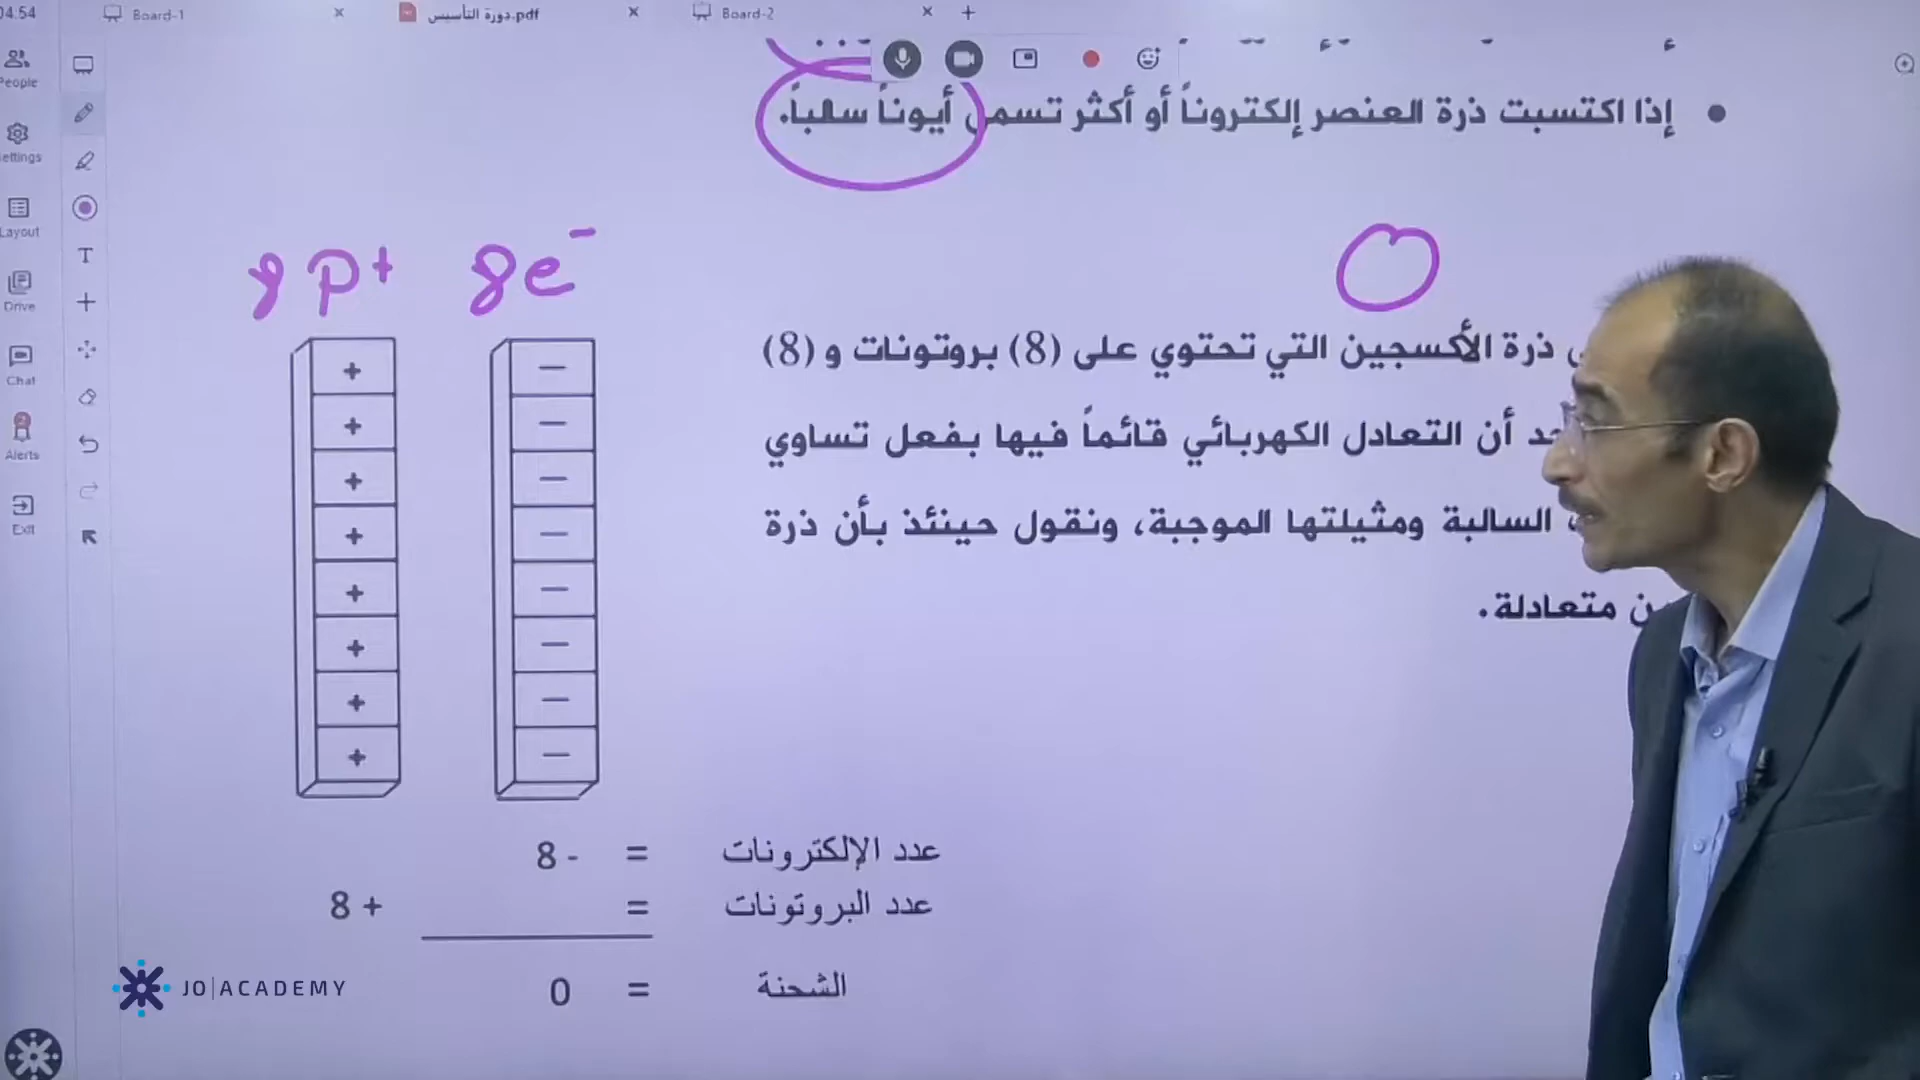 04.54
Board-1
دورة التأسيس.pdf
Board-2
People
Settings
Layout
Drive
Chat
Alerts
Exit
T
إذا اكتسبت ذرة العنصر إلكتروناً أو أكثر تسمى أيوناً سالباً.
8 p+ 8e-
ذرة الأكسجين التي تحتوي على (8) بروتونات و (8)
أن التعادل الكهربائي قائماً فيها بفعل تساوي
السالبة ومثيلتها الموجبة، ونقول حينئذ بأن ذرة
متعادلة.
+ −
+ −
+ −
+ −
+ −
+ −
+ −
+ −
عدد الإلكترونات = 8 -
عدد البروتونات = 8 +
الشحنة = 0
JO|ACADEMY